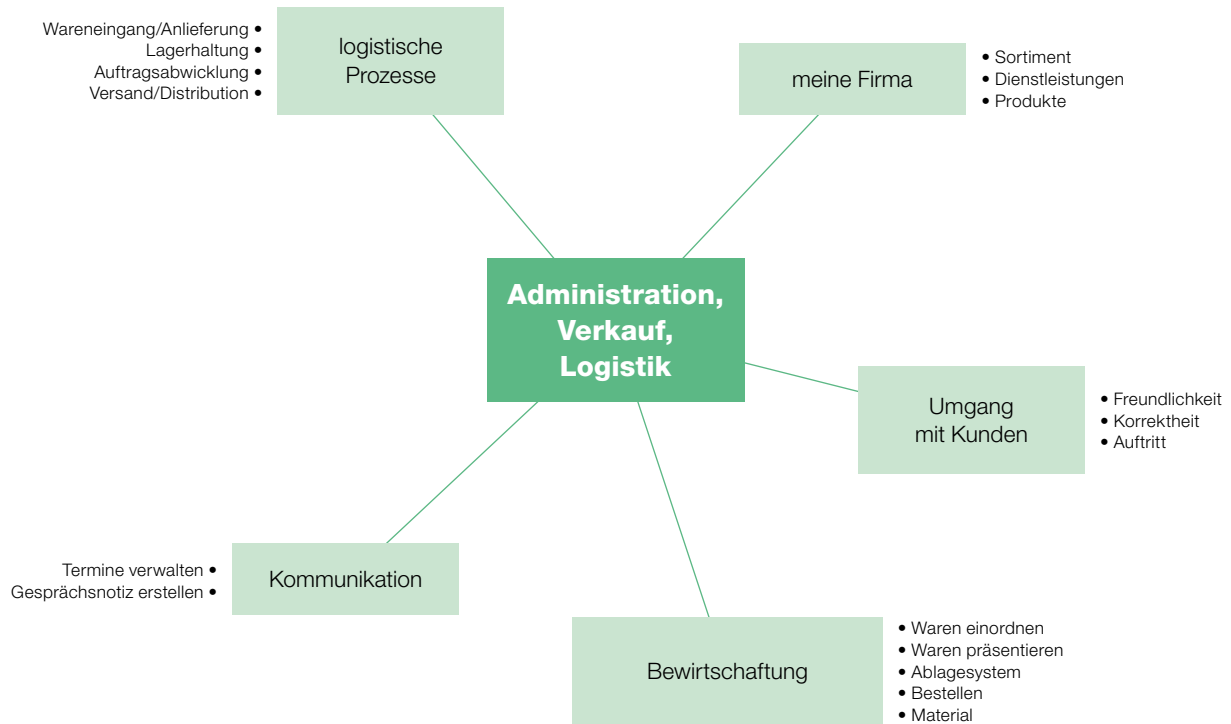 Wareneingang/Anlieferung •
Lagerhaltung •
Auftragsabwicklung •
Versand/Distribution •
logistische
Prozesse
meine Firma
• Sortiment
• Dienstleistungen
• Produkte
Administration,
Verkauf,
Logistik
Umgang
mit Kunden
• Freundlichkeit
• Korrektheit
• Auftritt
Termine verwalten •
Gesprächsnotiz erstellen •
Kommunikation
Bewirtschaftung
• Waren einordnen
• Waren präsentieren
• Ablagesystem
• Bestellen
• Material